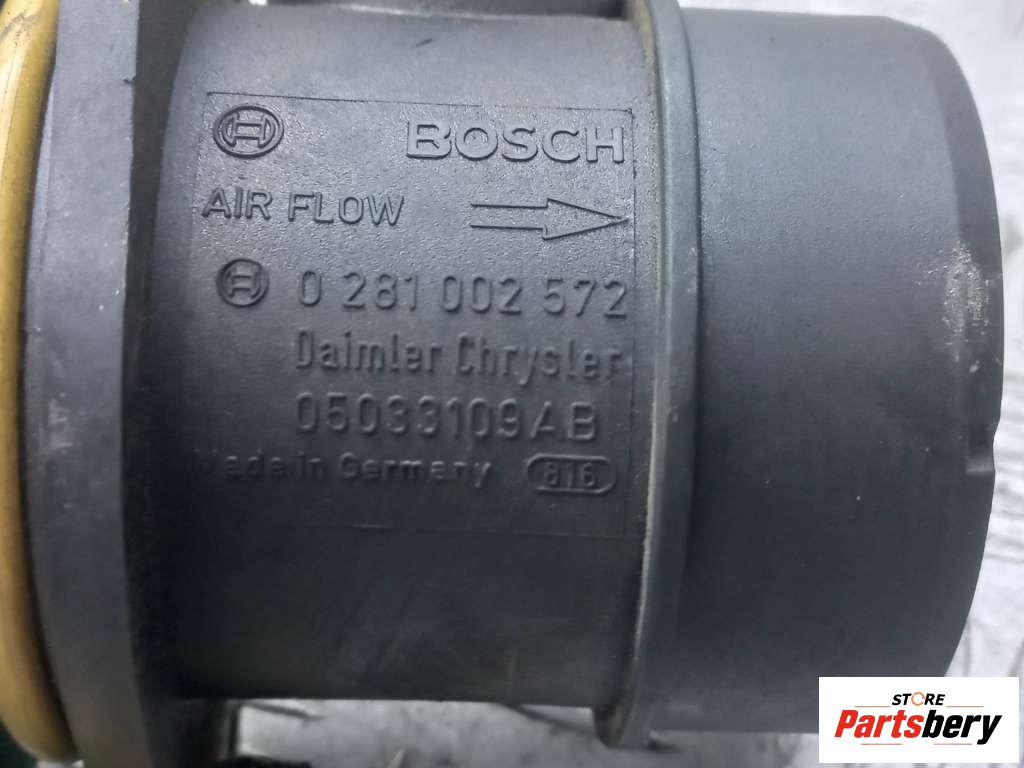 BOSCH
AIR FLOW
0 281 002 572
Daimler Chrysler
05033109AB
Made in Germany 816
STORE
Partsbery